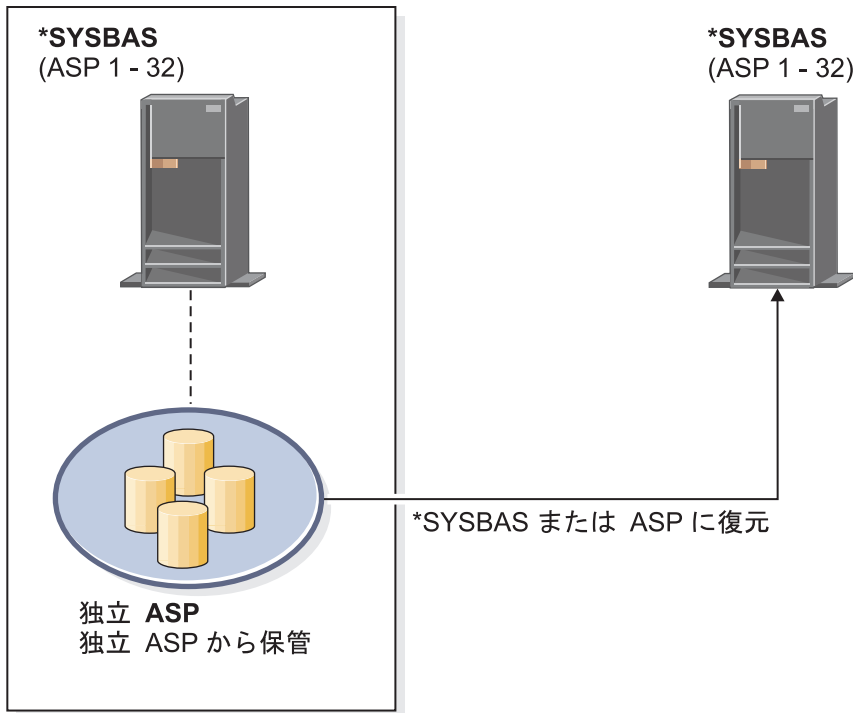 *SYSBAS
(ASP 1 - 32)
*SYSBAS
(ASP 1 - 32)
*SYSBAS または ASP に復元
独立 ASP
独立 ASP から保管